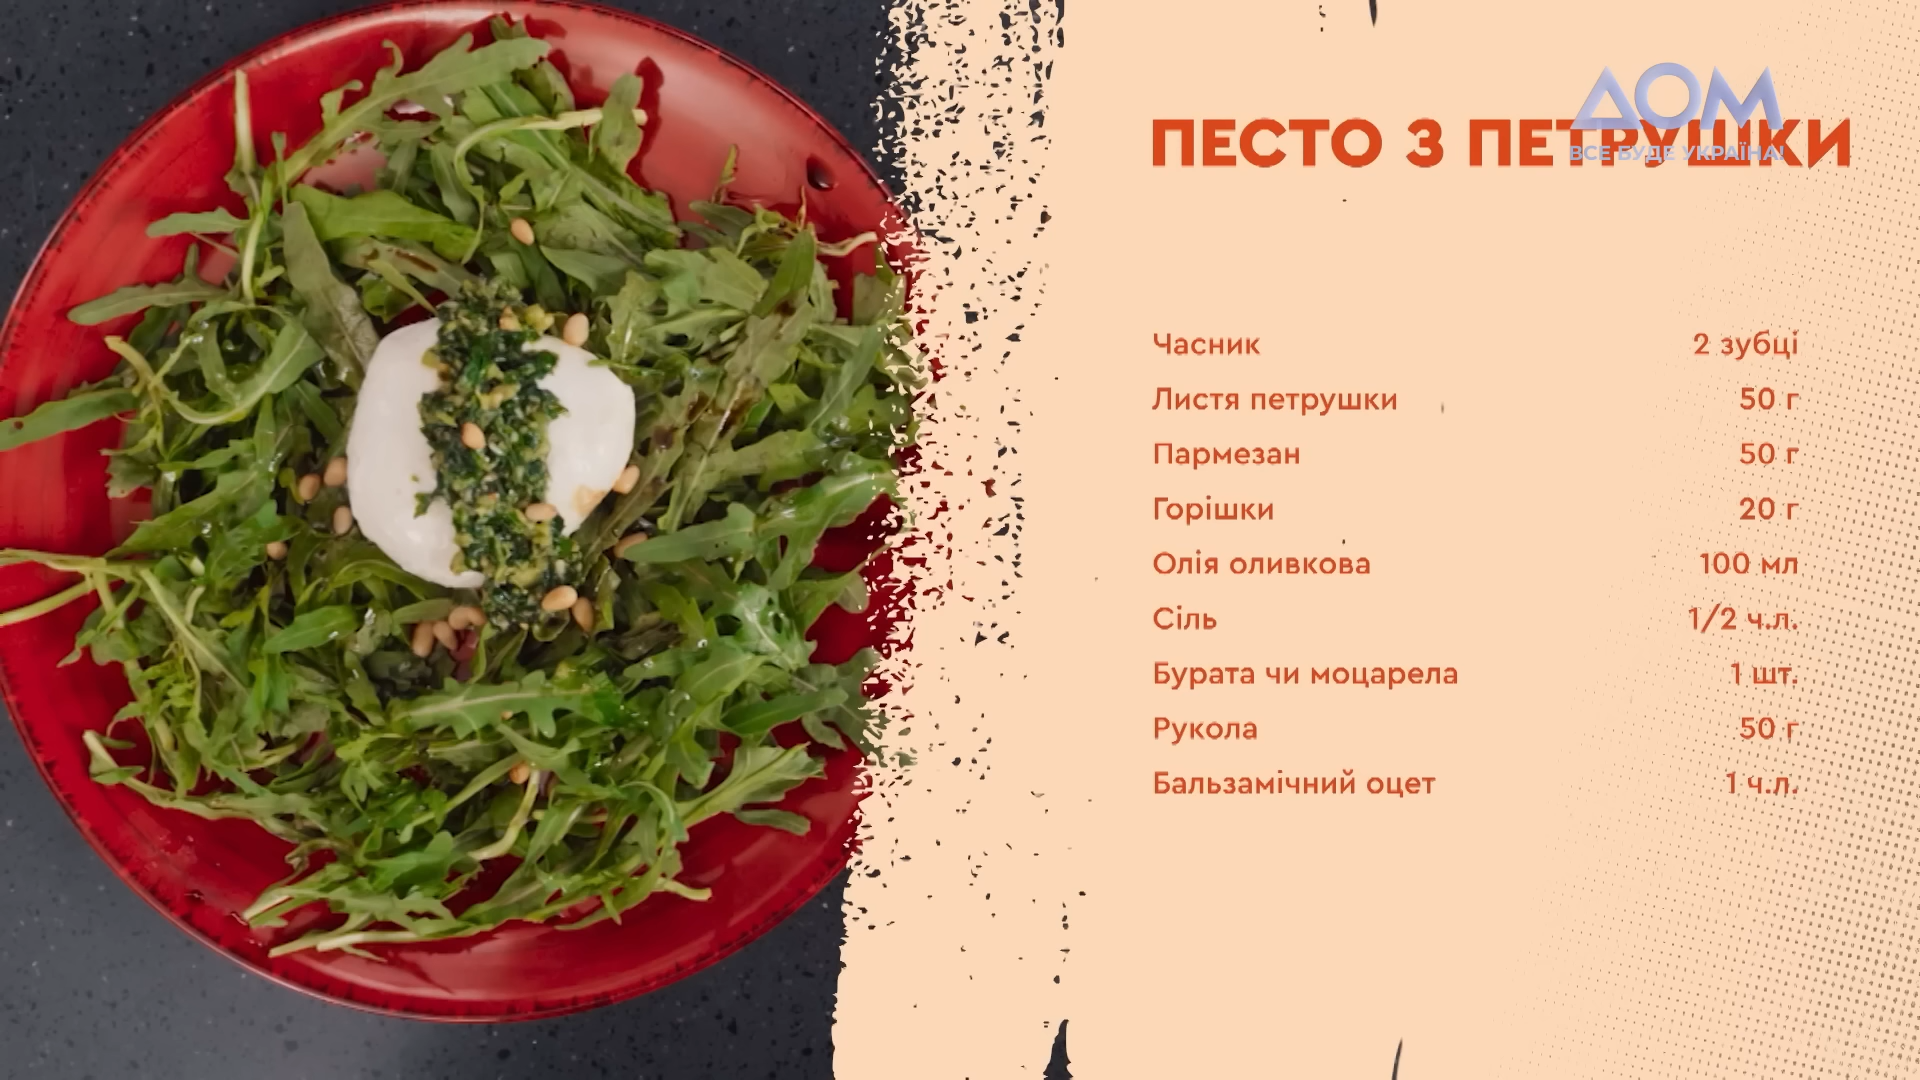 ДОМ
ВСЕ БУДЕ УКРАЇНА!
ПЕСТО З ПЕТРУШКИ
Часник 2 зубці
Листя петрушки 50 г
Пармезан 50 г
Горішки 20 г
Олія оливкова 100 мл
Сіль 1/2 ч.л.
Бурата чи моцарела 1 шт.
Рукола 50 г
Бальзамічний оцет 1 ч.л.